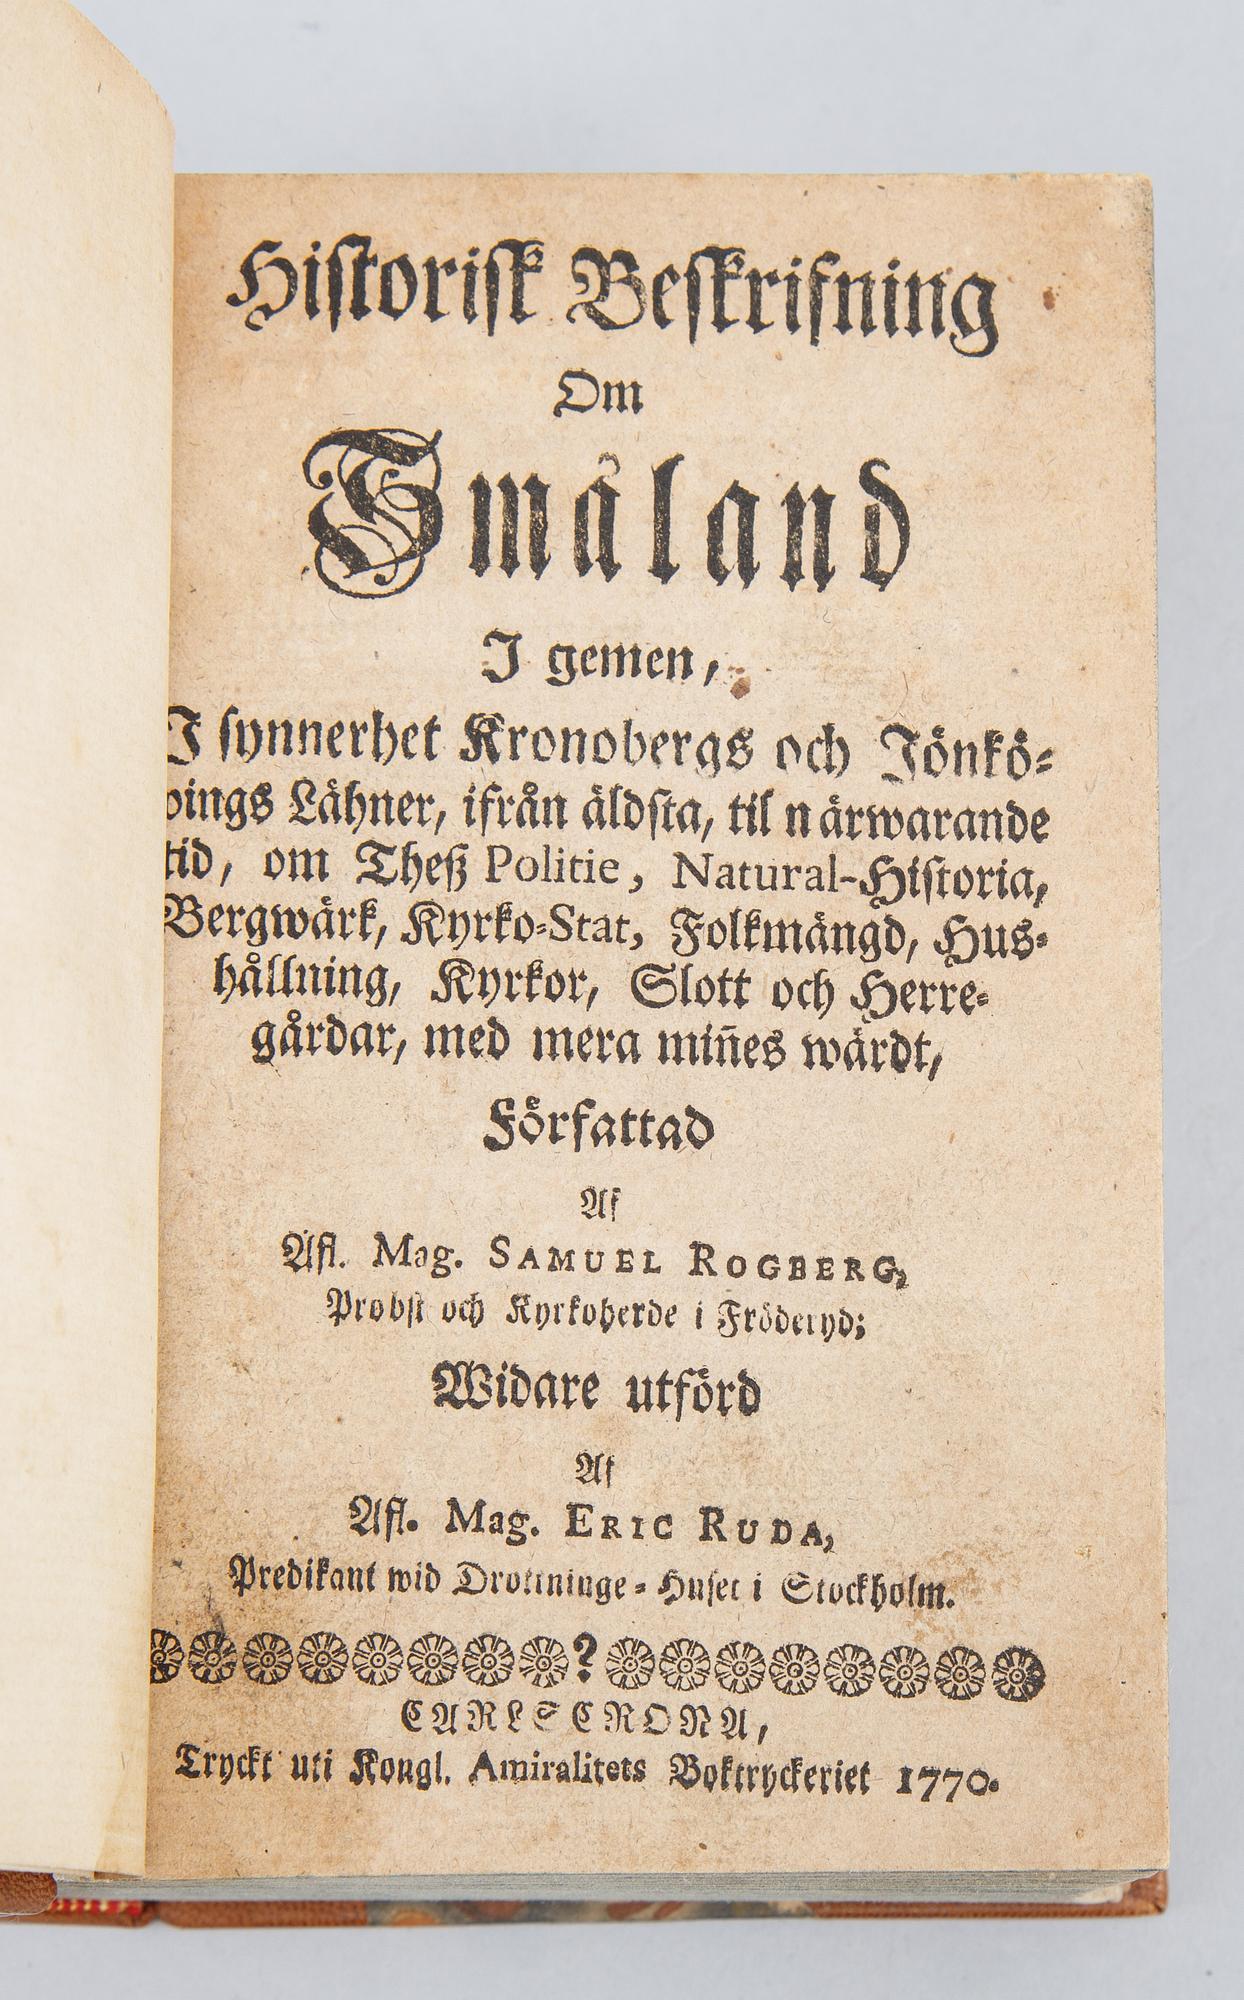 Historisk Beskrifning
Om
Småland
I gemen,
I synnerhet Kronobergs och Jönkö-
pings Lähner, ifrån äldsta, til närwarande
tid, om Theß Politie, Natural-Historia,
Bergwärk, Kyrko-Stat, Folkmängd, Hus-
hållning, Kyrkor, Slott och Herre-
gårdar, med mera miñes wärdt,
Författad
Af
Afl. Mag. SAMUEL ROGBERG,
Probst och Kyrkoherde i Fröderyd;
Widare utförd
Af
Afl. Mag. ERIC RUDA,
Predikant wid Drottninge-Huset i Stockholm.
?
CARLSCRONA,
Tryckt uti Kongl. Amiralitets Boktryckeriet 1770.